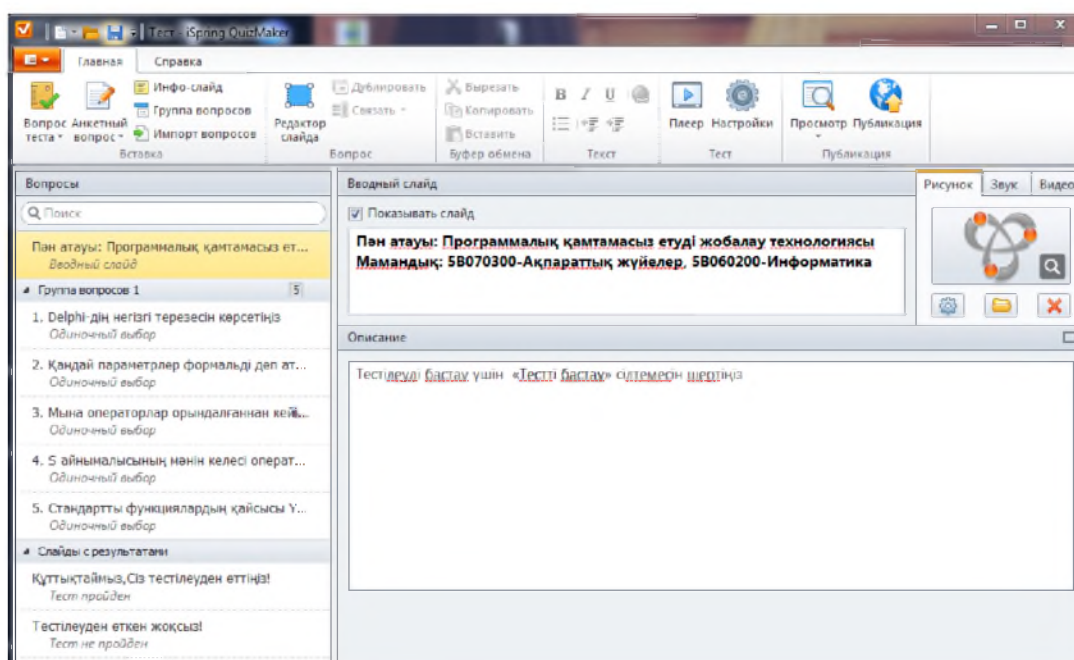 Тест - iSpring QuizMaker
Главная Справка
Вопрос теста
Анкетный вопрос
Инфо-слайд
Группа вопросов
Импорт вопросов
Вставка
Редактор слайда
Дублировать
Связать
Вопрос
Вырезать
Копировать
Вставить
Буфер обмена
B I U
Текст
Плеер Настройки
Тест
Просмотр Публикация
Публикация
Вопросы
Поиск
Пән атауы: Программалық қамтамасыз ет...
Вводный слайд
Группа вопросов 1 5
1. Delphi-дің негізгі терезесін көрсетіңіз
Одиночный выбор
2. Қандай параметрлер формальді деп ат...
Одиночный выбор
3. Мына операторлар орындалғаннан кей...
Одиночный выбор
4. S айнымалысының мәнін келесі операт...
Одиночный выбор
5. Стандартты функциялардың қайсысы Y...
Одиночный выбор
Слайды с результатами
Құттықтаймыз,Сіз тестілеуден өттіңіз!
Тест пройден
Тестілеуден өткен жоқсыз!
Тест не пройден
Вводный слайд
Показывать слайд
Пән атауы: Программалық қамтамасыз етуді жобалау технологиясы
Мамандық: 5В070300-Ақпараттық жүйелер, 5В060200-Информатика
Описание
Тестілеуді бастау үшін «Тестті бастау» сілтемесін шертіңіз
Рисунок Звук Видео